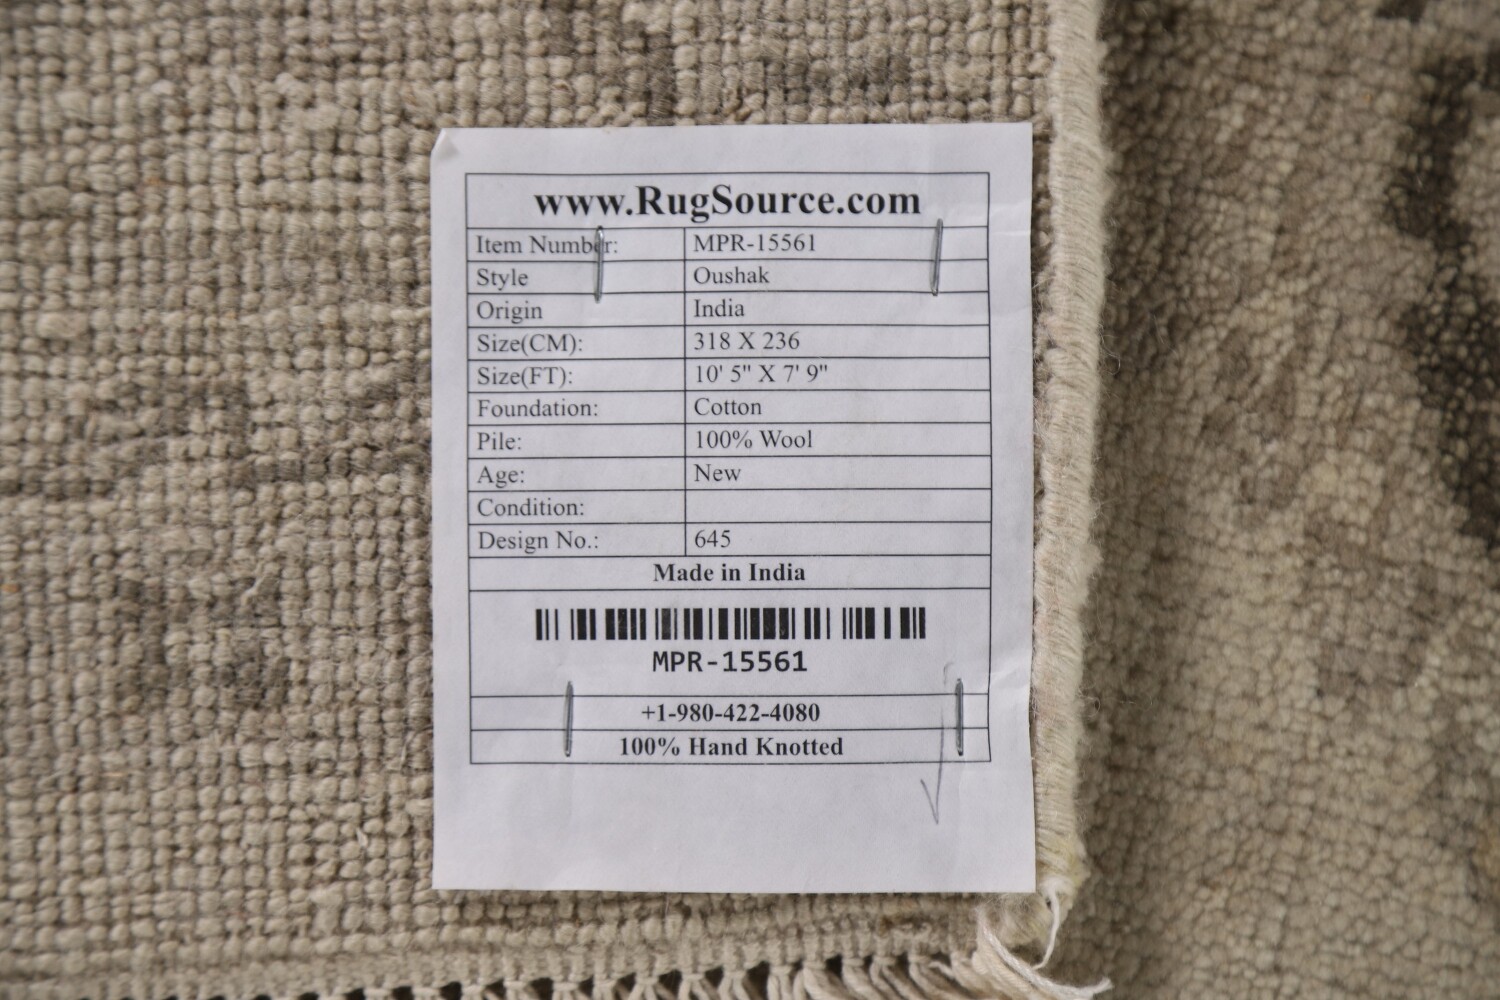 www.RugSource.com
Item Number: MPR-15561
Style Oushak
Origin India
Size(CM): 318 X 236
Size(FT): 10' 5" X 7' 9"
Foundation: Cotton
Pile: 100% Wool
Age: New
Condition:
Design No.: 645
Made in India
MPR-15561
+1-980-422-4080
100% Hand Knotted